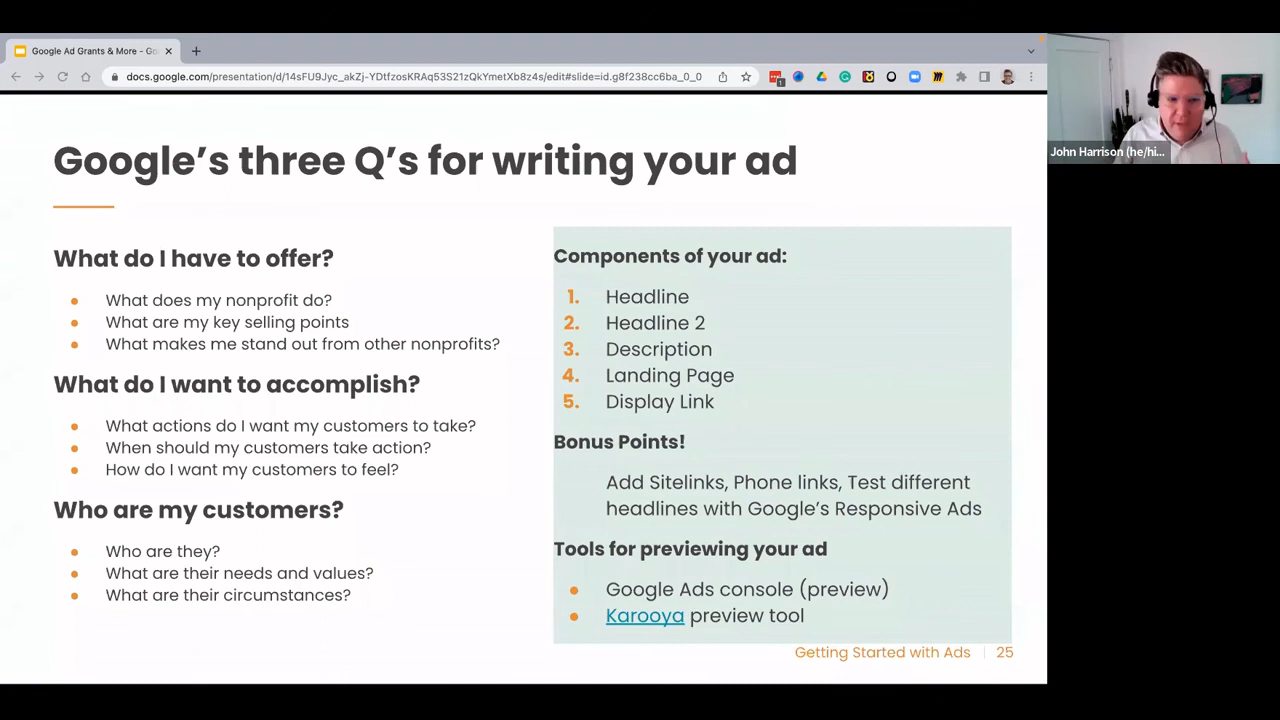 Google Ad Grants & More - Go
docs.google.com/presentation/d/14sFU9Jyc_akZj-YDtfzosKRAq53S21zQkYmetXb8z4s/edit#slide=id.g8f238cc6ba_0_0
John Harrison (he/hi...
Google's three Q's for writing your ad
What do I have to offer?
What does my nonprofit do?
What are my key selling points
What makes me stand out from other nonprofits?
What do I want to accomplish?
What actions do I want my customers to take?
When should my customers take action?
How do I want my customers to feel?
Who are my customers?
Who are they?
What are their needs and values?
What are their circumstances?
Components of your ad:
1. Headline
2. Headline 2
3. Description
4. Landing Page
5. Display Link
Bonus Points!
Add Sitelinks, Phone links, Test different
headlines with Google's Responsive Ads
Tools for previewing your ad
Google Ads console (preview)
Karooya preview tool
Getting Started with Ads | 25